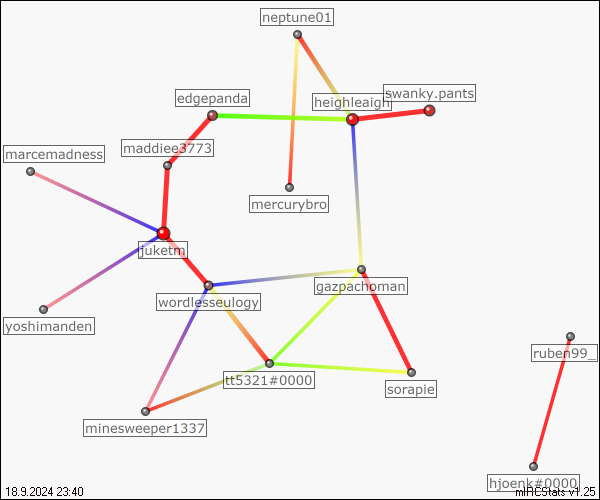 neptune01
swanky.pants
edgepanda
heighleaigh
maddiee3773
marcemadness
mercurybro
juketm
gazpachoman
wordlesseulogy
yoshimanden
ruben99_
tt5321#0000
sorapie
minesweeper1337
hjoenk#0000
18.9.2024 23:40
mIRCStats v1.25